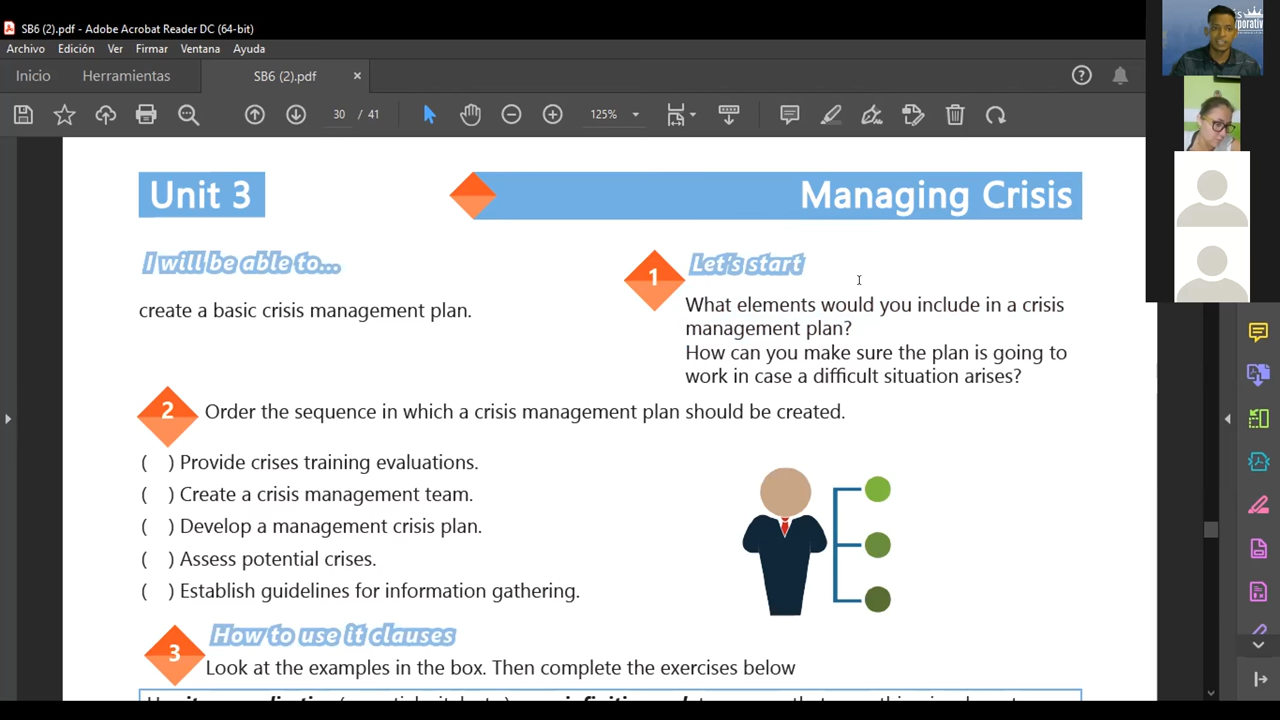 SB6 (2).pdf - Adobe Acrobat Reader DC (64-bit)
Archivo Edición Ver Firmar Ventana Ayuda
Inicio Herramientas SB6 (2).pdf ×
30 / 41 125%
Unit 3 Managing Crisis
I will be able to...
create a basic crisis management plan.
1 Let's start
What elements would you include in a crisis
management plan?
How can you make sure the plan is going to
work in case a difficult situation arises?
2 Order the sequence in which a crisis management plan should be created.
( ) Provide crises training evaluations.
( ) Create a crisis management team.
( ) Develop a management crisis plan.
( ) Assess potential crises.
( ) Establish guidelines for information gathering.
3 How to use it clauses
Look at the examples in the box. Then complete the exercises below